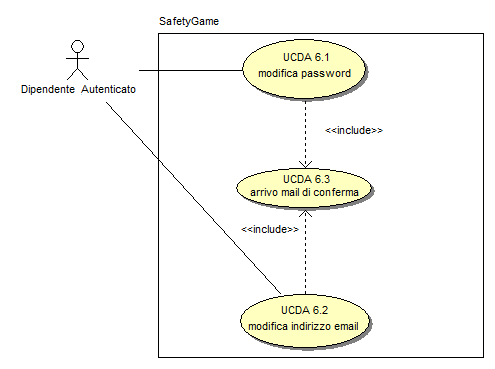 SafetyGame
UCDA 6.1
modifica password
Dipendente Autenticato
<<include>>
UCDA 6.3
arrivo mail di conferma
<<include>>
UCDA 6.2
modifica indirizzo email